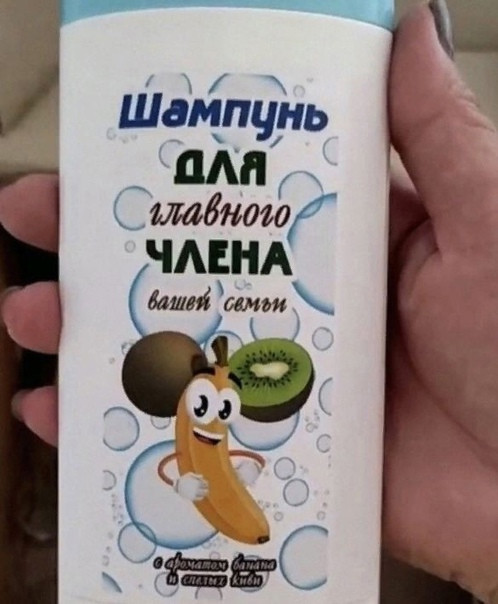 Шампунь
для
главного
ЧЛЕНА
вашей семьи
с ароматом банана
и спелых киви